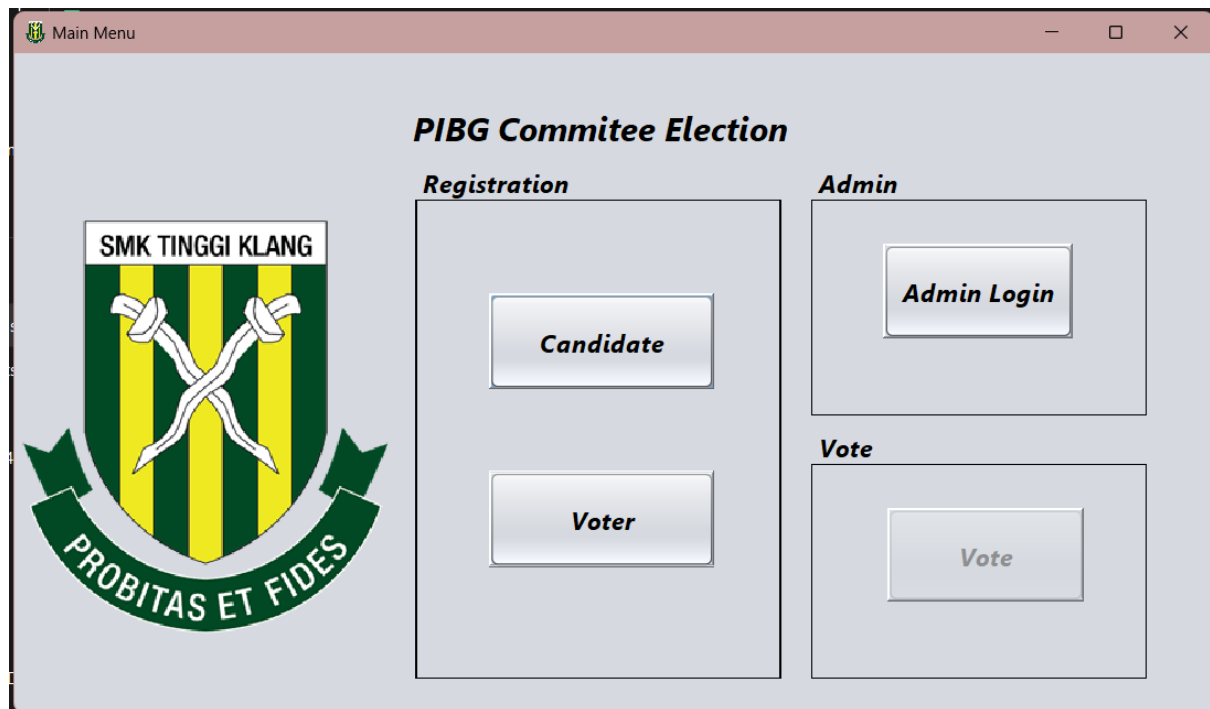 Main Menu
PIBG Commitee Election
Registration
Candidate
Voter
Admin
Admin Login
Vote
Vote
SMK TINGGI KLANG
PROBITAS ET FIDES